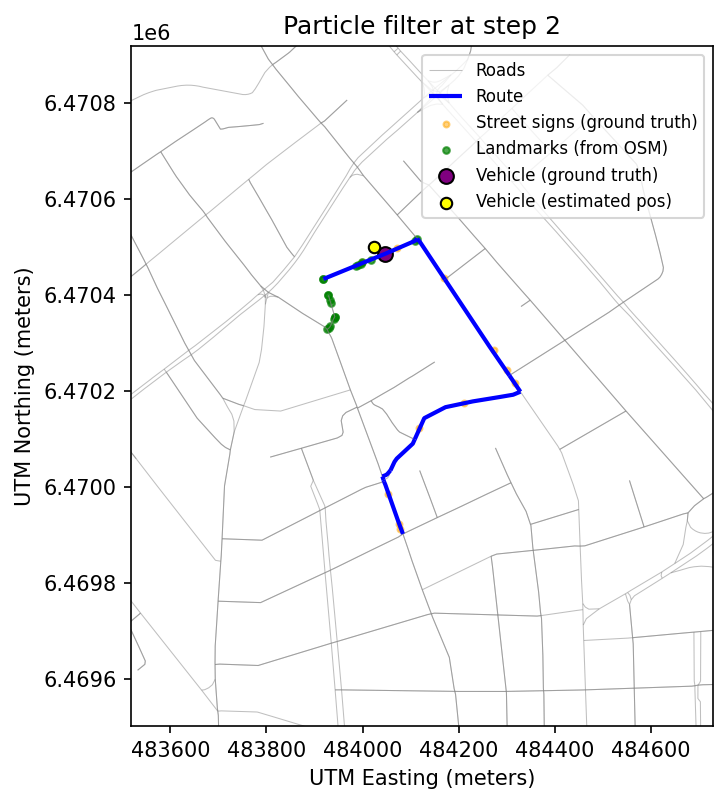 Particle filter at step 2
1e6
Roads
Route
Street signs (ground truth)
Landmarks (from OSM)
Vehicle (ground truth)
Vehicle (estimated pos)
6.4708
6.4706
6.4704
6.4702
6.4700
6.4698
6.4696
UTM Northing (meters)
483600 483800 484000 484200 484400 484600
UTM Easting (meters)